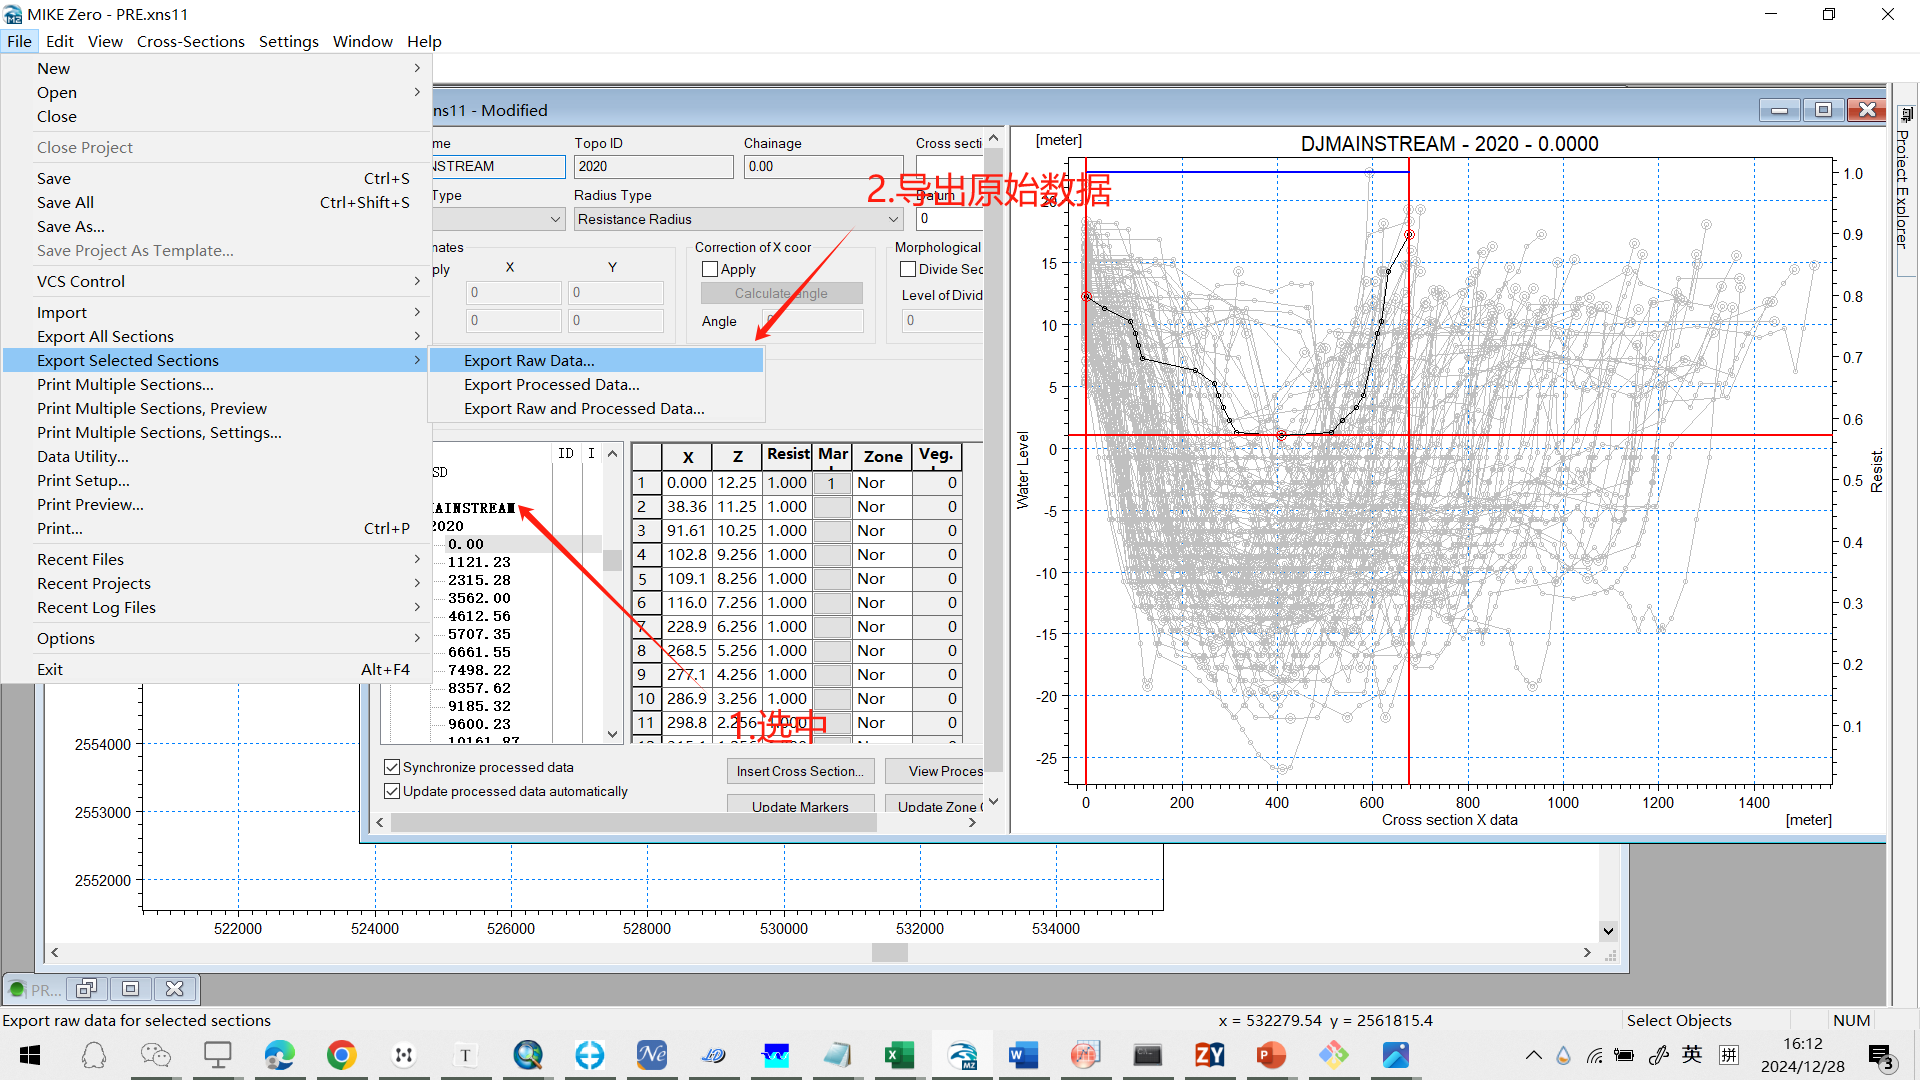 MIKE Zero - PRE.xns11
File Edit View Cross-Sections Settings Window Help
New
Open
Close
Close Project
Save Ctrl+S
Save All Ctrl+Shift+S
Save As...
Save Project As Template...
VCS Control
Import
Export All Sections
Export Selected Sections
Print Multiple Sections...
Print Multiple Sections, Preview
Print Multiple Sections, Settings...
Data Utility...
Print Setup...
Print Preview...
Print... Ctrl+P
Recent Files
Recent Projects
Recent Log Files
Options
Exit Alt+F4
Export Raw Data...
Export Processed Data...
Export Raw and Processed Data...
ns11 - Modified
me Topo ID Chainage Cross secti
NSTREAM 2020 0.00
Type Radius Type Datum
Resistance Radius 0
2.导出原始数据
nates Correction of X coor Morphological
ply X Y Apply Divide Sec
0 0 Calculate angle Level of Divid
0 0 Angle 0
ID I
SD
AINSTREAM
2020
0.00
1121.23
2315.28
3562.00
4612.56
5707.35
6661.55
7498.22
8357.62
9185.32
9600.23
10161.87
X Z Resist Mar Zone Veg.
1 0.000 12.25 1.000 1 Nor 0
2 38.36 11.25 1.000 Nor 0
3 91.61 10.25 1.000 Nor 0
4 102.8 9.256 1.000 Nor 0
5 109.1 8.256 1.000 Nor 0
6 116.0 7.256 1.000 Nor 0
7 228.9 6.256 1.000 Nor 0
8 268.5 5.256 1.000 Nor 0
9 277.1 4.256 1.000 Nor 0
10 286.9 3.256 1.000 Nor 0
11 298.8 2.256 1.000 Nor 0
1.选中
Synchronize processed data
Update processed data automatically
Insert Cross Section... View Proces
Update Markers Update Zone C
[meter]
DJMAINSTREAM - 2020 - 0.0000
20
15
10
5
0
-5
-10
-15
-20
-25
Water Level
1.0
0.9
0.8
0.7
0.6
0.5
0.4
0.3
0.2
0.1
Resist.
0 200 400 600 800 1000 1200 1400
Cross section X data [meter]
Project Explorer
2554000
2553000
2552000
522000 524000 526000 528000 530000 532000 534000
PR...
Export raw data for selected sections
x = 532279.54 y = 2561815.4
Select Objects
NUM
英 拼
16:12
2024/12/28
3